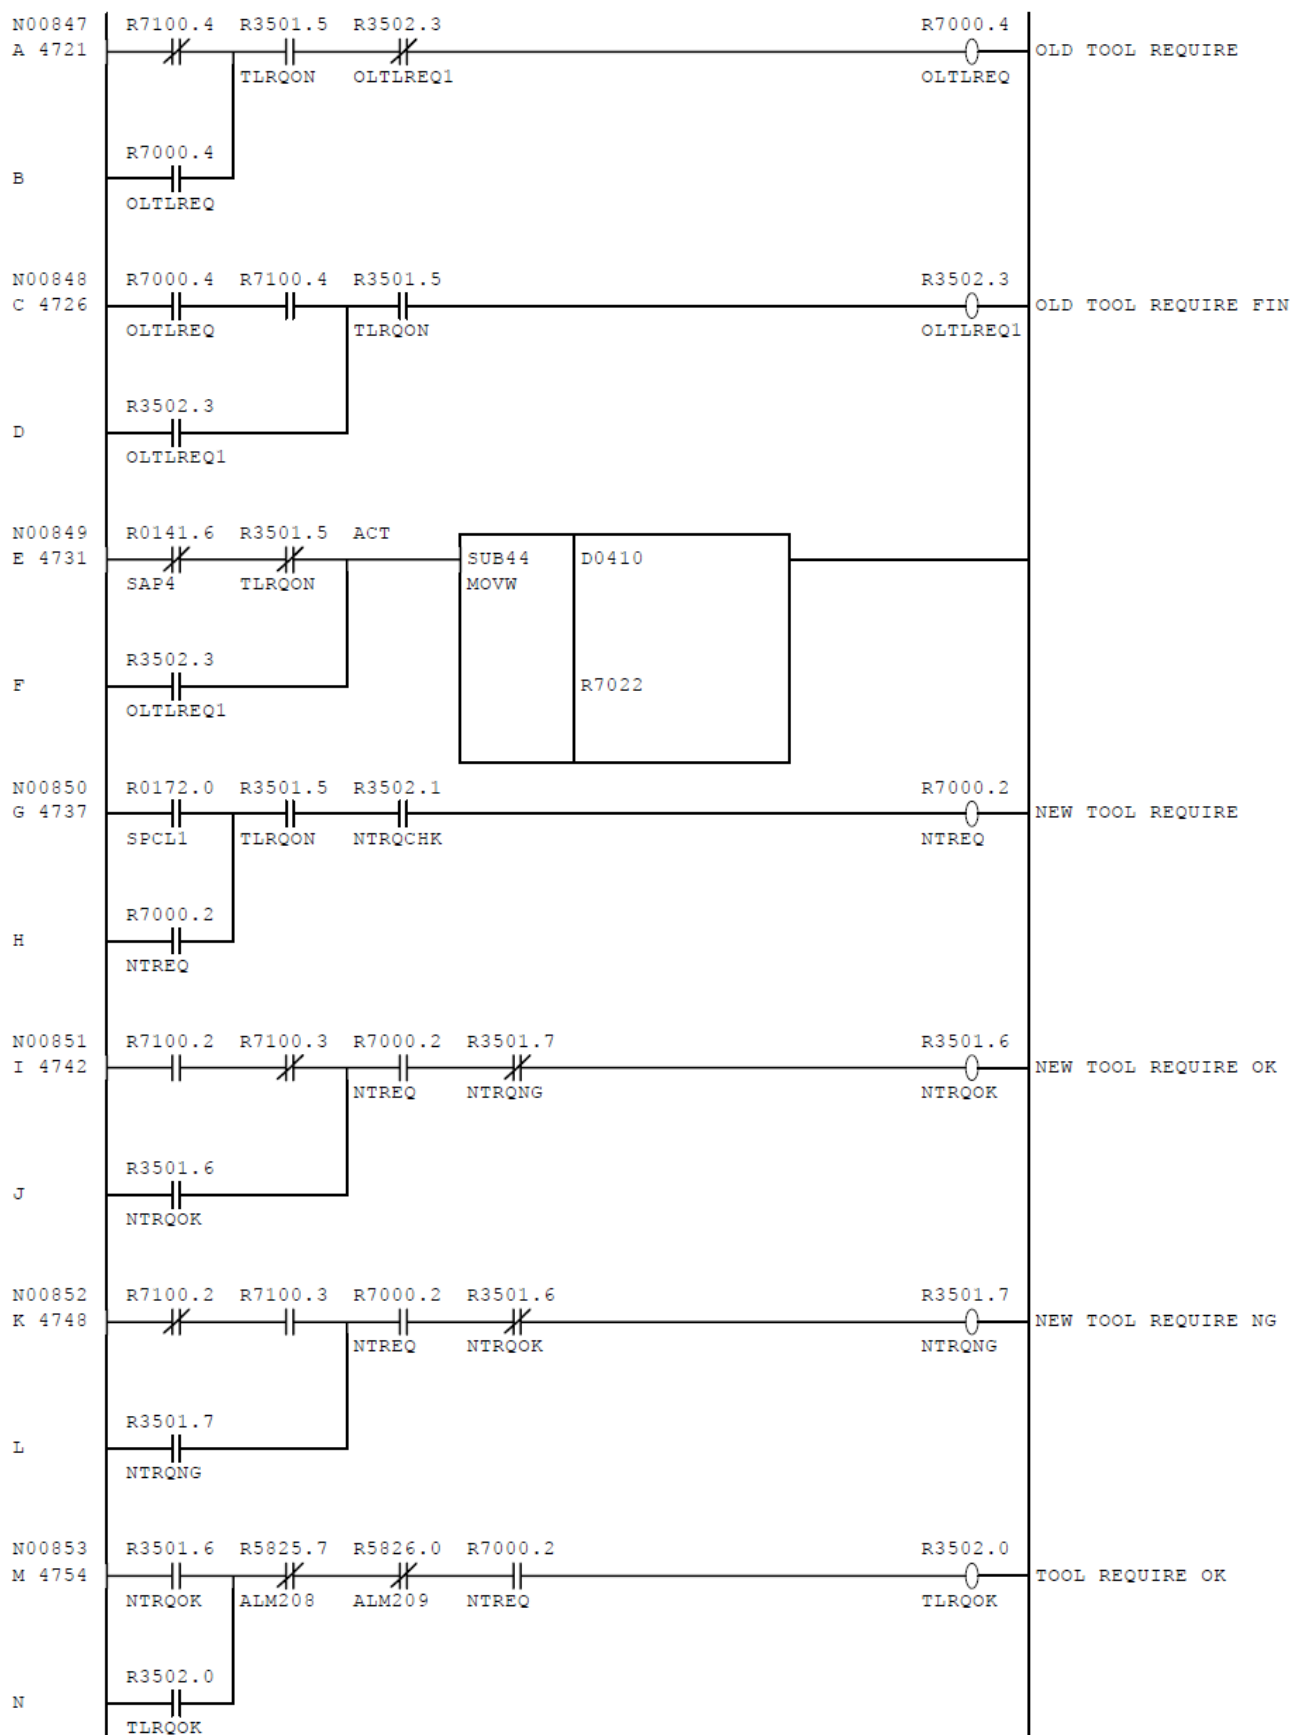 N00847 R7100.4 R3501.5 R3502.3 R7000.4
A 4721 OLD TOOL REQUIRE
TLRQON OLTLREQ1 OLTLREQ
R7000.4
B
OLTLREQ
N00848 R7000.4 R7100.4 R3501.5 R3502.3
C 4726 OLD TOOL REQUIRE FIN
OLTLREQ TLRQON OLTLREQ1
R3502.3
D
OLTLREQ1
N00849 R0141.6 R3501.5 ACT
E 4731 SUB44 D0410
SAP4 TLRQON MOVW
R3502.3
F R7022
OLTLREQ1
N00850 R0172.0 R3501.5 R3502.1 R7000.2
G 4737 NEW TOOL REQUIRE
SPCL1 TLRQON NTRQCHK NTREQ
R7000.2
H
NTREQ
N00851 R7100.2 R7100.3 R7000.2 R3501.7 R3501.6
I 4742 NEW TOOL REQUIRE OK
NTREQ NTRQNG NTRQOK
R3501.6
J
NTRQOK
N00852 R7100.2 R7100.3 R7000.2 R3501.6 R3501.7
K 4748 NEW TOOL REQUIRE NG
NTREQ NTRQOK NTRQNG
R3501.7
L
NTRQNG
N00853 R3501.6 R5825.7 R5826.0 R7000.2 R3502.0
M 4754 TOOL REQUIRE OK
NTRQOK ALM208 ALM209 NTREQ TLRQOK
R3502.0
N
TLRQOK